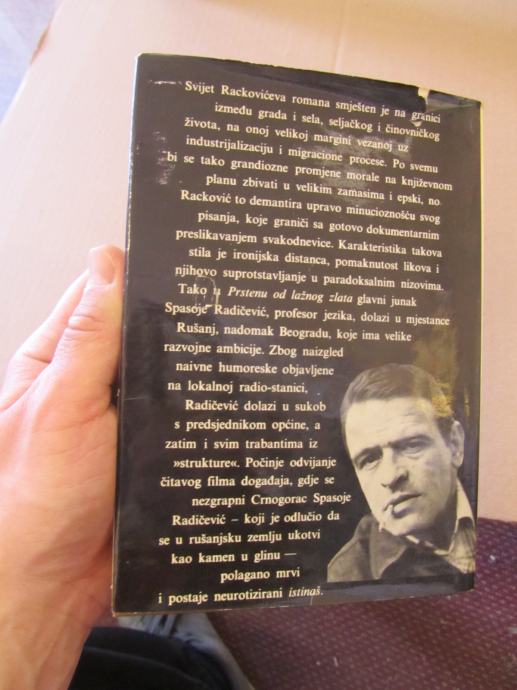 Svijet Rackovićeva romana smješten je na granici
između grada i sela, seljačkog i činovničkog
života, na onoj velikoj margini vezanoj uz
industrijalizaciju i migracione procese. Po svemu
bi se tako grandiozne promjene morale na književnom
planu zbivati u velikim zamasima i epski, no
Racković to demantira upravo minucioznošću svog
pisanja, koje graniči sa gotovo dokumentarnim
preslikavanjem svakodnevice. Karakteristika takova
stila je ironijska distanca, pomaknutost likova i
njihovo suprotstavljanje u paradoksalnim nizovima.
Tako u Prstenu od lažnog zlata glavni junak
Spasoje Radičević, profesor jezika, dolazi u mjestance
Rušanj, nadomak Beogradu, koje ima velike
razvojne ambicije. Zbog naizgled
naivne humoreske objavljene
na lokalnoj radio-stanici,
Radičević dolazi u sukob
s predsjednikom općine, a
zatim i svim trabantima iz
»strukture«. Počinje odvijanje
čitavog filma događaja, gdje se
nezgrapni Crnogorac Spasoje
Radičević – koji je odlučio da
se u rušanjsku zemlju ukotvi
kao kamen u glinu —
polagano mrvi
i postaje neurotizirani istinaš.